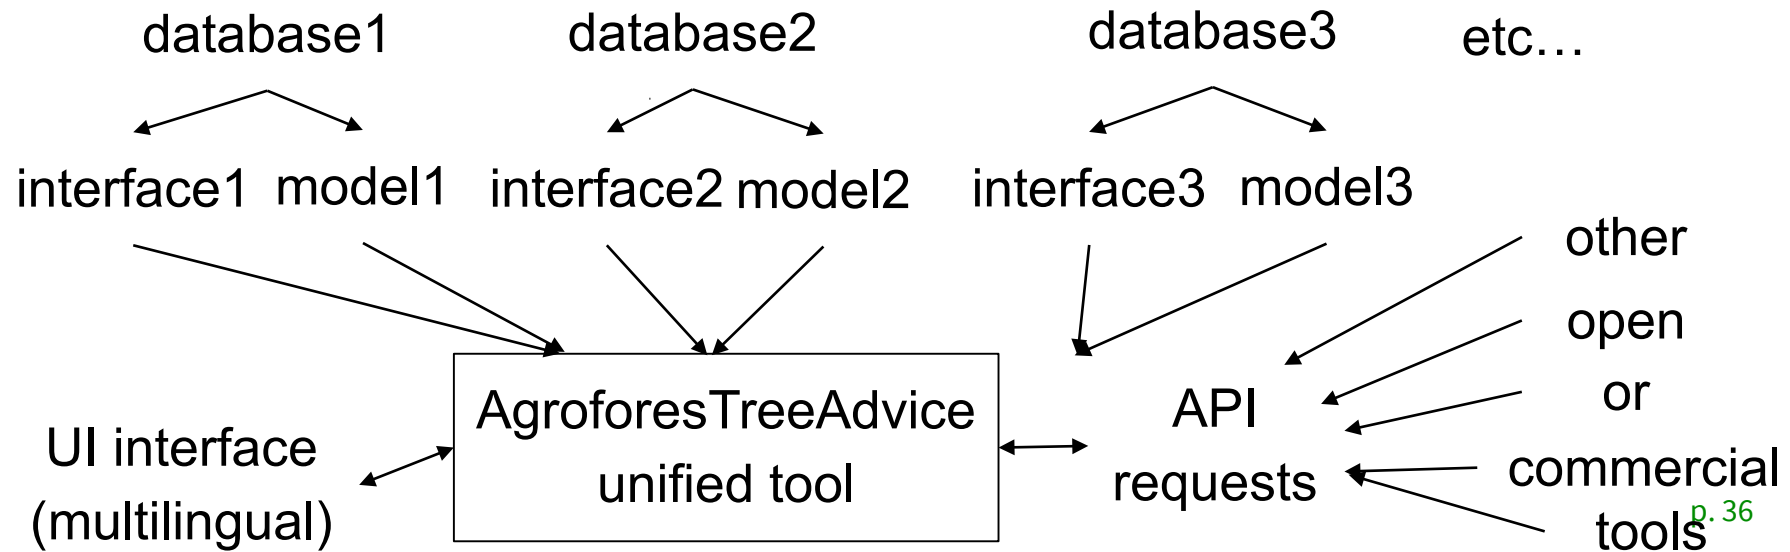 database1 database2 database3 etc…
interface1 model1 interface2 model2 interface3 model3
other
open
or
commercial
tools
AgroforesTreeAdvice
unified tool
API
requests
UI interface
(multilingual)
p. 36